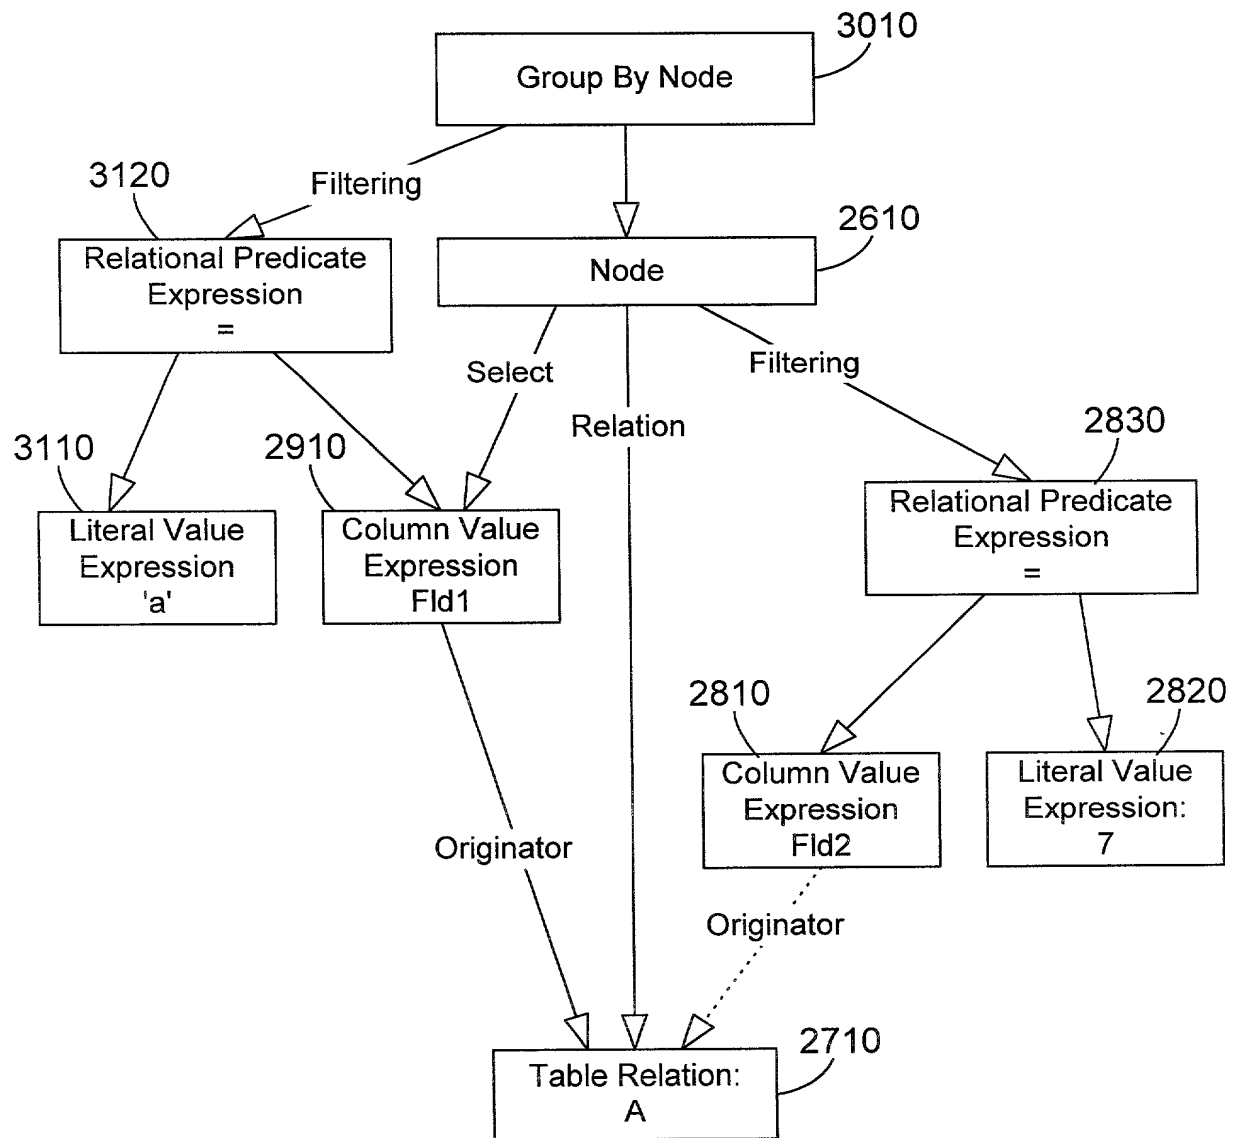 3010
Group By Node
3120
Filtering
2610
Relational Predicate
Expression
=
Node
Select
Filtering
Relation
3110
2910
2830
Literal Value
Expression
'a'
Column Value
Expression
Fld1
Relational Predicate
Expression
=
2810
2820
Column Value
Expression
Fld2
Literal Value
Expression:
7
Originator
Originator
2710
Table Relation:
A